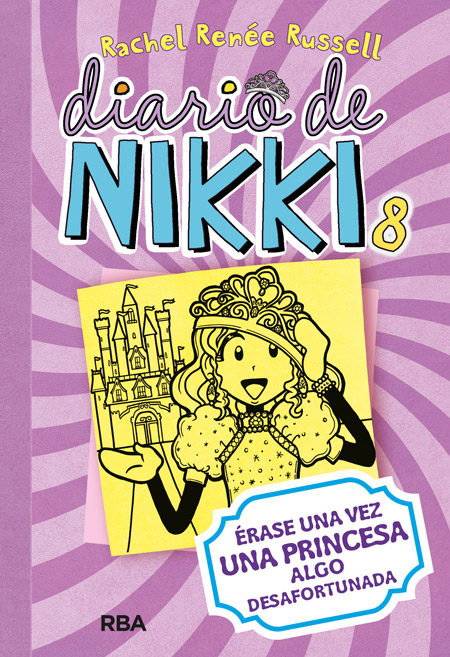 Rachel Renée Russell
diario de
NIKKI 8
ÉRASE UNA VEZ
UNA PRINCESA
ALGO
DESAFORTUNADA
RBA